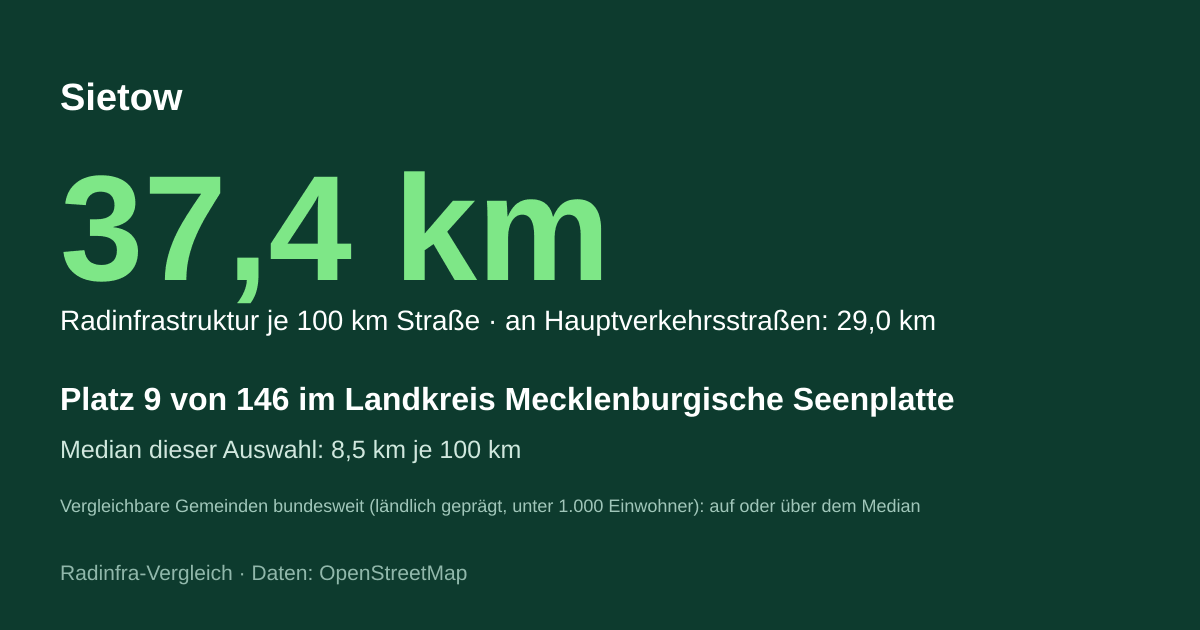 Sietow
37,4 km
Radinfrastruktur je 100 km Straße · an Hauptverkehrsstraßen: 29,0 km
Platz 9 von 146 im Landkreis Mecklenburgische Seenplatte
Median dieser Auswahl: 8,5 km je 100 km
Vergleichbare Gemeinden bundesweit (ländlich geprägt, unter 1.000 Einwohner): auf oder über dem Median
Radinfra-Vergleich · Daten: OpenStreetMap